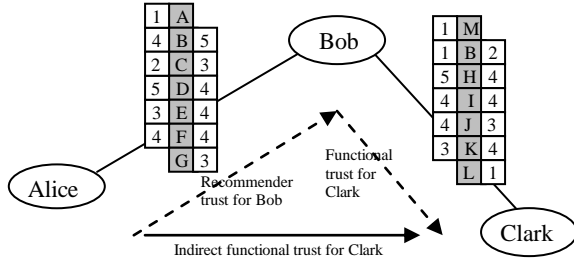 1 A
4 B 5
2 C 3
5 D 4
3 E 4
4 F 4
G 3
Bob
1 M
1 B 2
5 H 4
4 I 4
4 J 3
3 K 4
L 1
Alice
Recommender
trust for Bob
Functional
trust for
Clark
Clark
Indirect functional trust for Clark